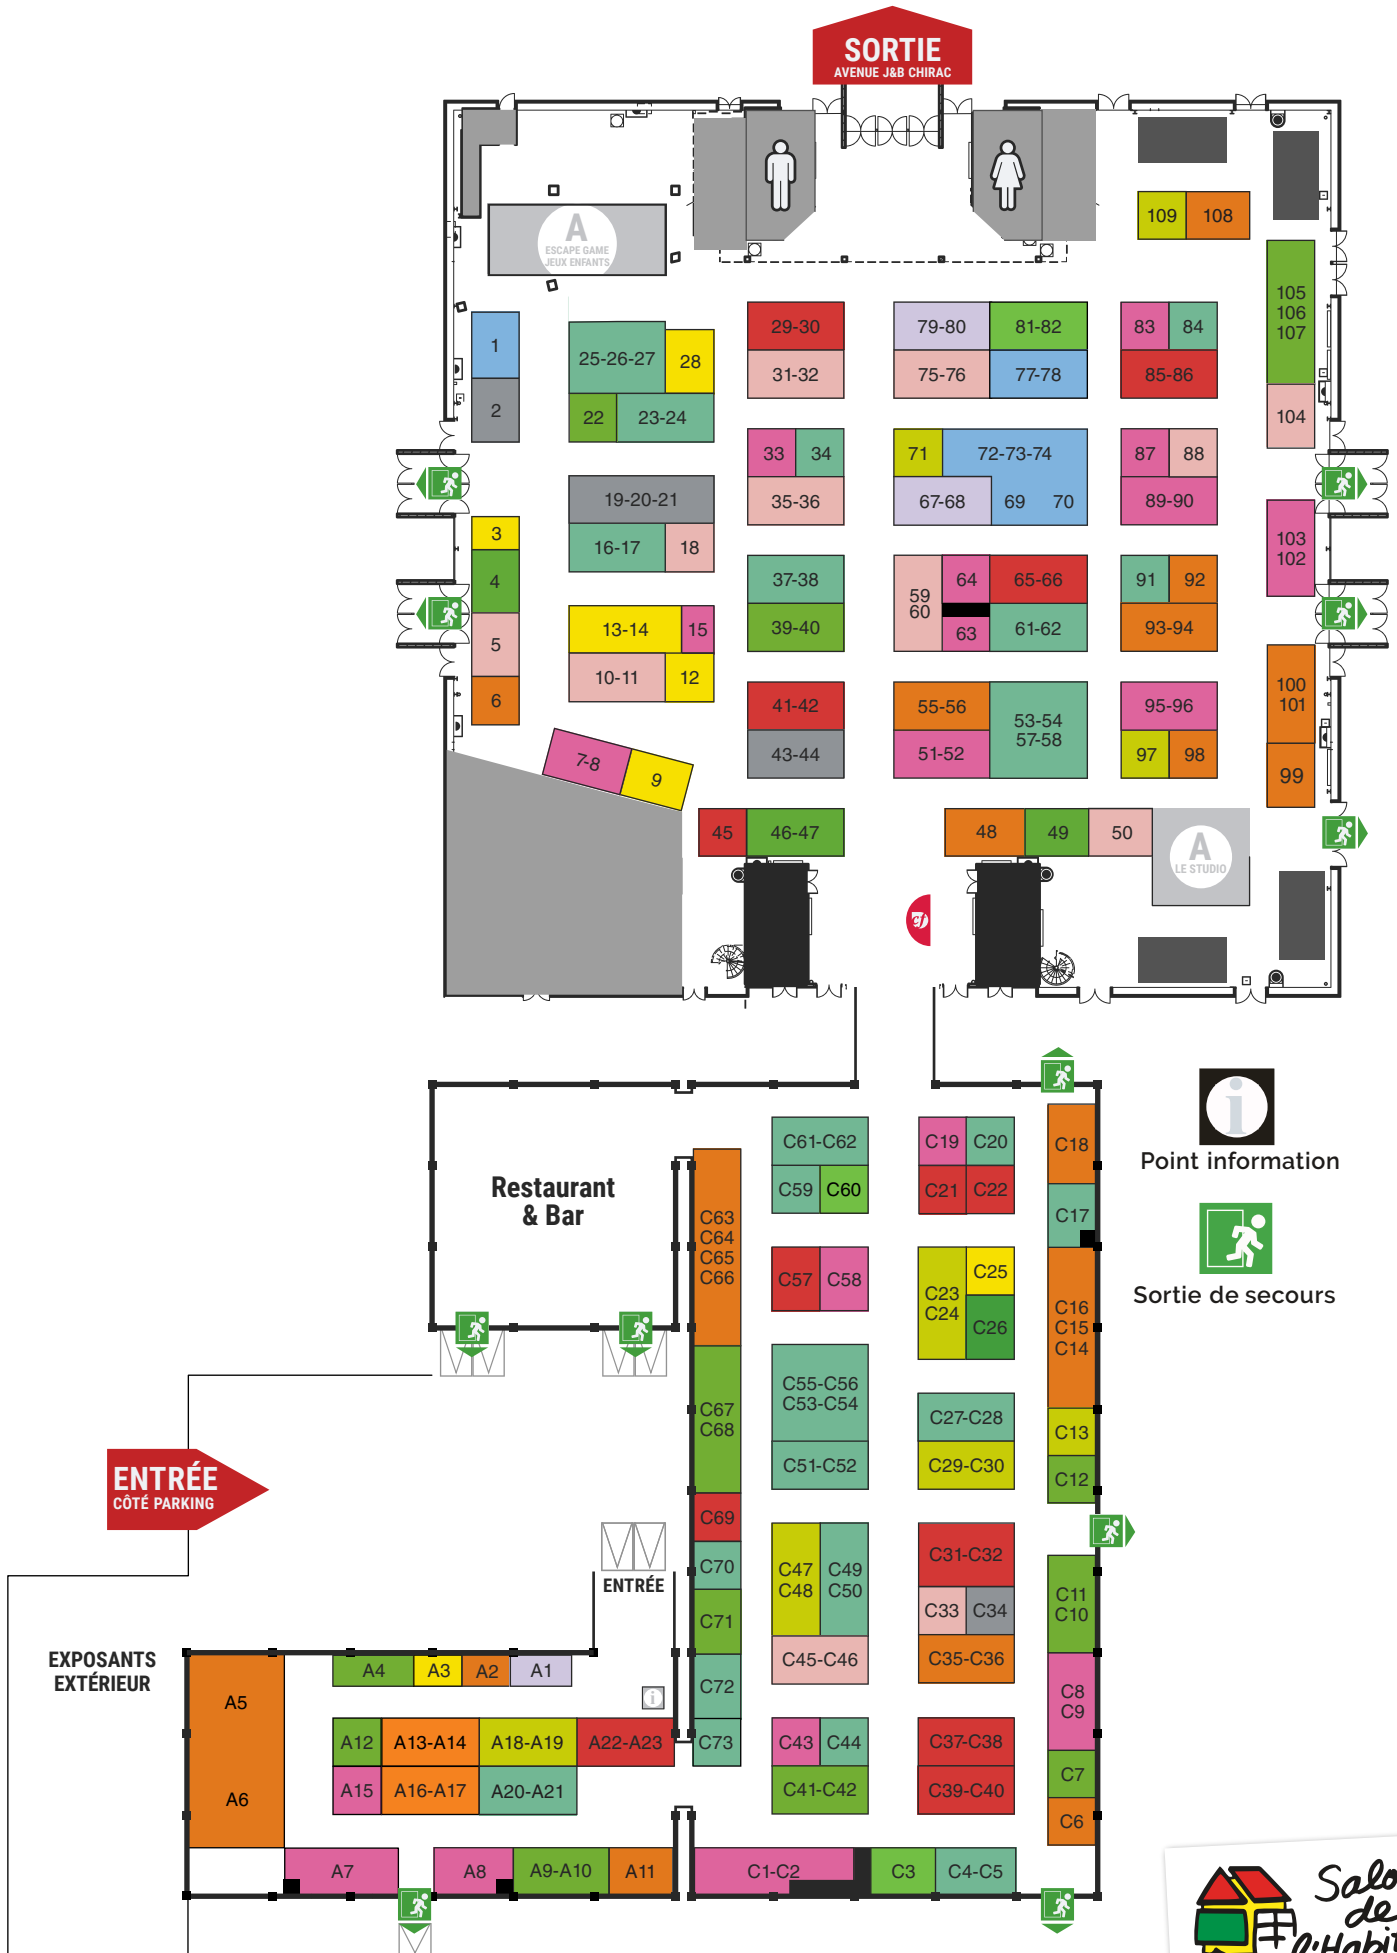 SORTIE
AVENUE J&B CHIRAC
A
ESCAPE GAME
JEUX ENFANTS
109
108
105
106
107
104
1
2
25-26-27
28
22
23-24
29-30
31-32
79-80
81-82
75-76
77-78
83
84
85-86
33
34
35-36
71
72-73-74
67-68
69
70
87
88
89-90
19-20-21
16-17
18
3
4
5
6
103
102
37-38
39-40
59
60
64
65-66
63
61-62
91
92
93-94
13-14
15
10-11
12
100
101
99
41-42
43-44
55-56
53-54
57-58
51-52
95-96
97
98
7-8
9
45
46-47
48
49
50
A
LE STUDIO
cf
Restaurant
& Bar
C61-C62
C59
C60
C19
C20
C21
C22
C18
C17
i
Point information
Sortie de secours
C63
C64
C65
C66
C57
C58
C23
C24
C25
C26
C16
C15
C14
C13
C12
C55-C56
C53-C54
C51-C52
C27-C28
C29-C30
C67
C68
C69
C70
C71
C72
C73
ENTRÉE
CÔTÉ PARKING
ENTRÉE
C47
C48
C49
C50
C45-C46
C31-C32
C33
C34
C35-C36
C11
C10
C8
C9
C7
C6
EXPOSANTS
EXTÉRIEUR
A5
A6
A4
A3
A2
A1
i
A12
A13-A14
A18-A19
A22-A23
A15
A16-A17
A20-A21
C43
C44
C41-C42
C37-C38
C39-C40
A7
A8
A9-A10
A11
C1-C2
C3
C4-C5
Salo
de
l'Habi